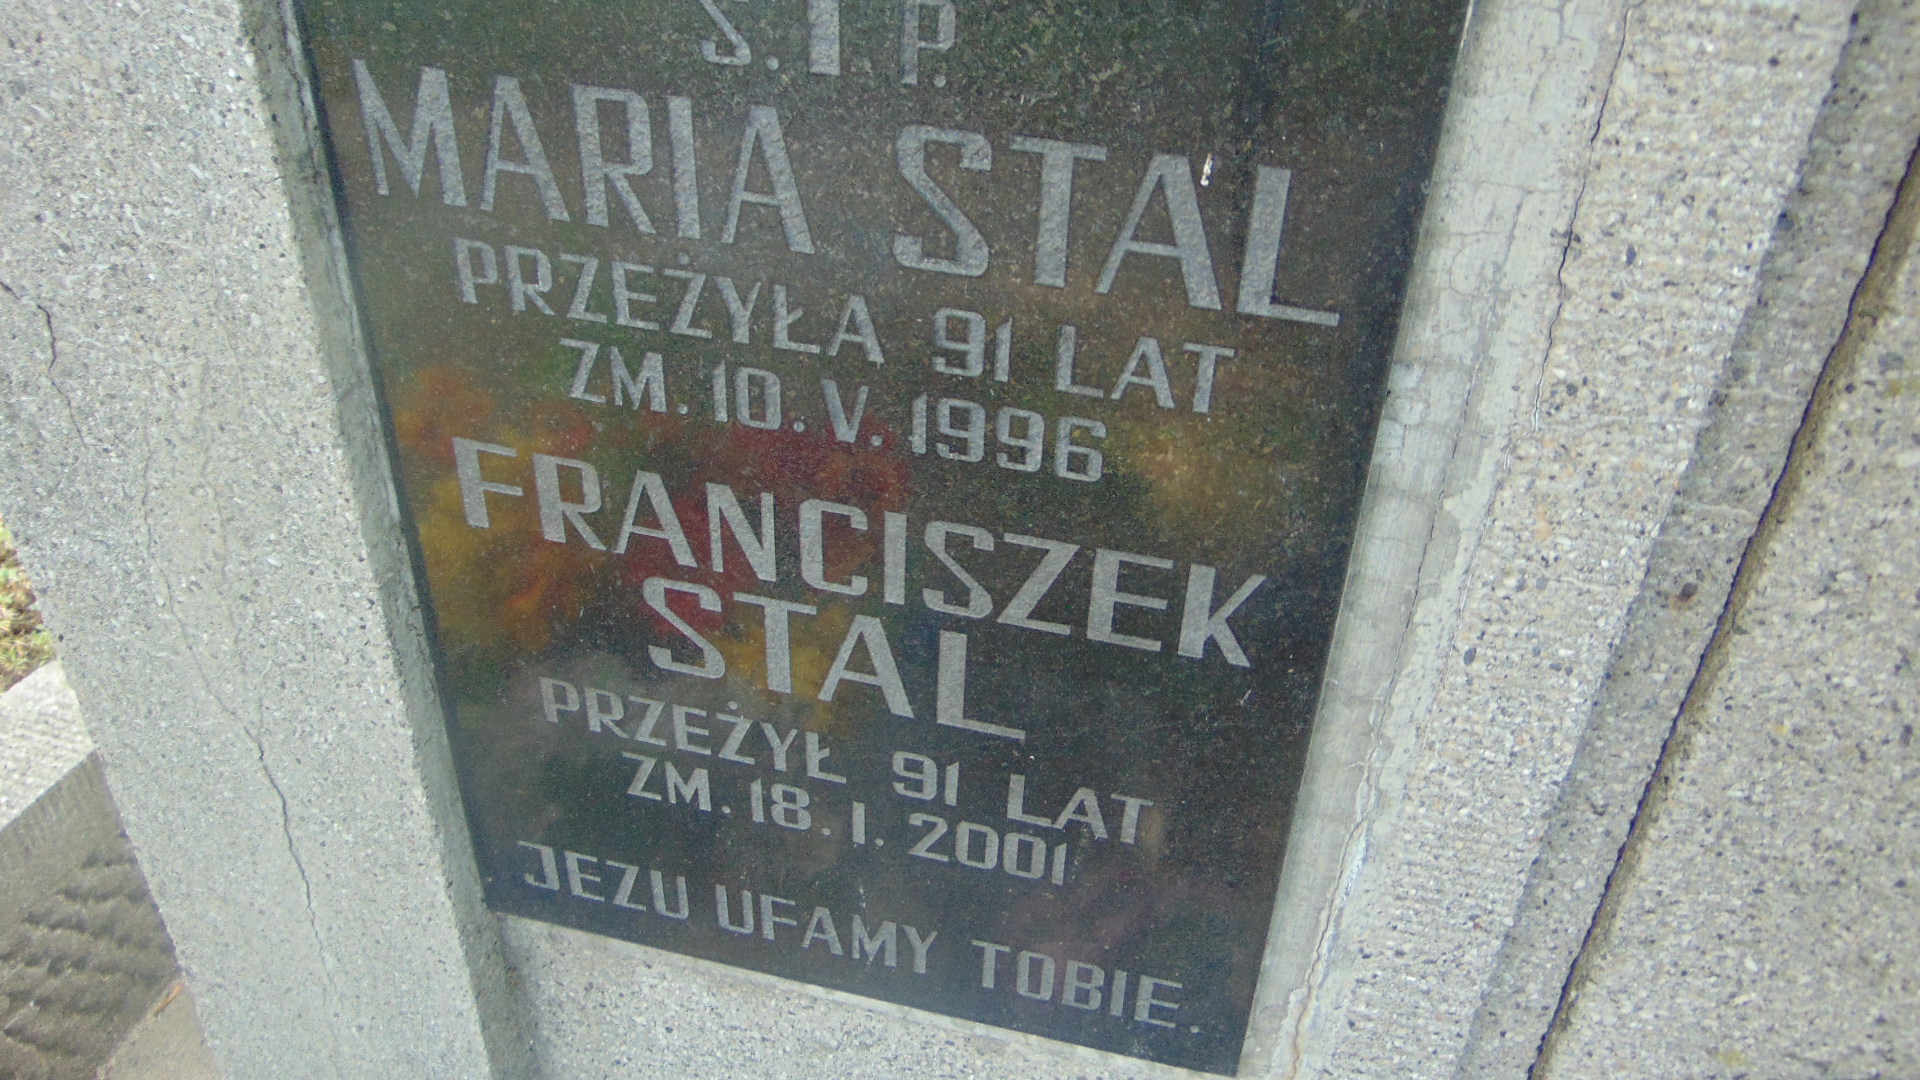 Ś. † P.
MARIA STAL
PRZEŻYŁA 91 LAT
ZM. 10. V. 1996
FRANCISZEK
STAL
PRZEŻYŁ 91 LAT
ZM. 18. I. 2001
JEZU UFAMY TOBIE.